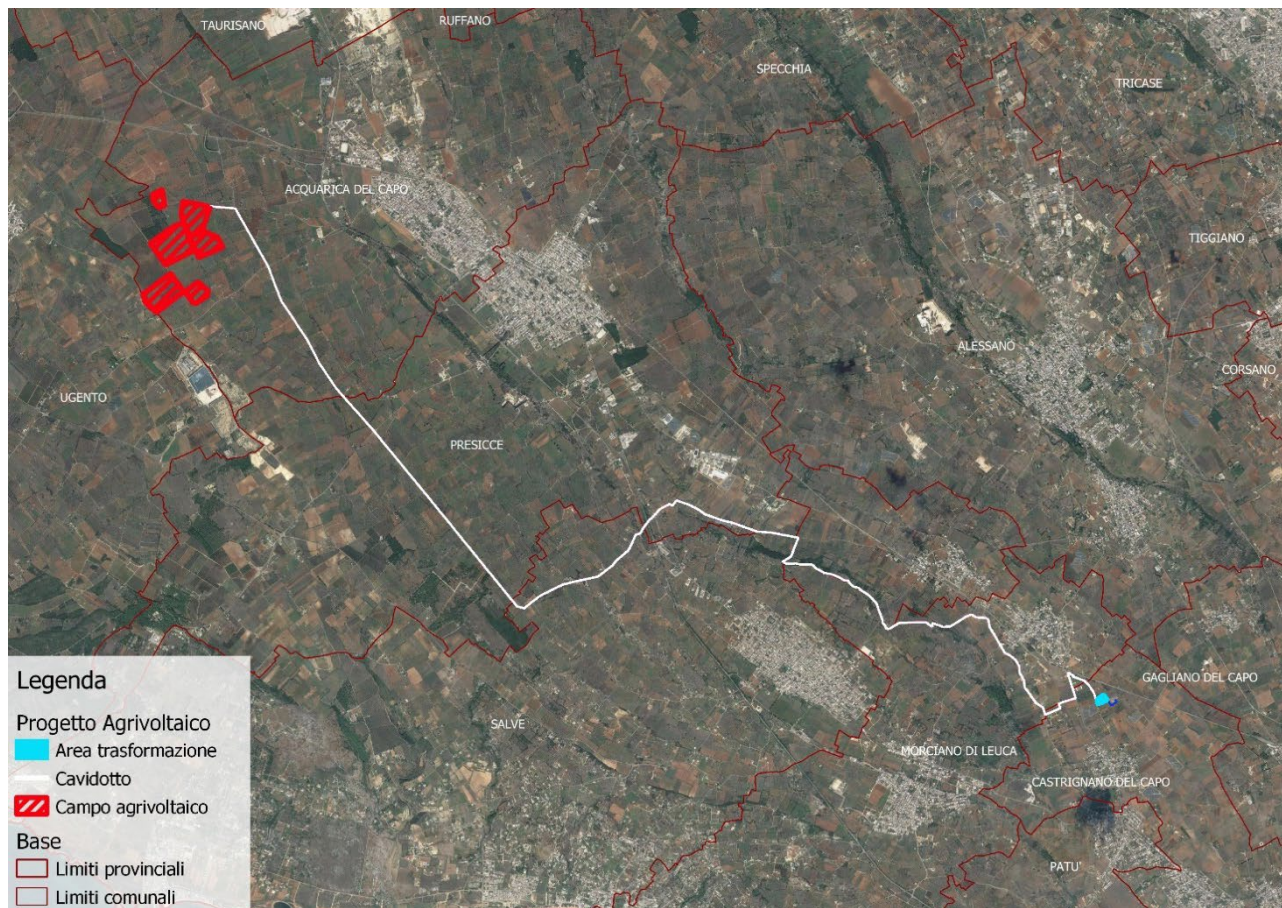 TAURISANO
RUFFANO
SPECCHIA
TRICASE
ACQUARICA DEL CAPO
TIGGIANO
ALESSANO
CORSANO
UGENTO
PRESICCE
GAGLIANO DEL CAPO
SALVE
MORCIANO DI LEUCA
CASTRIGNANO DEL CAPO
PATU'
Legenda
Progetto Agrivoltaico
Area trasformazione
Cavidotto
Campo agrivoltaico
Base
Limiti provinciali
Limiti comunali